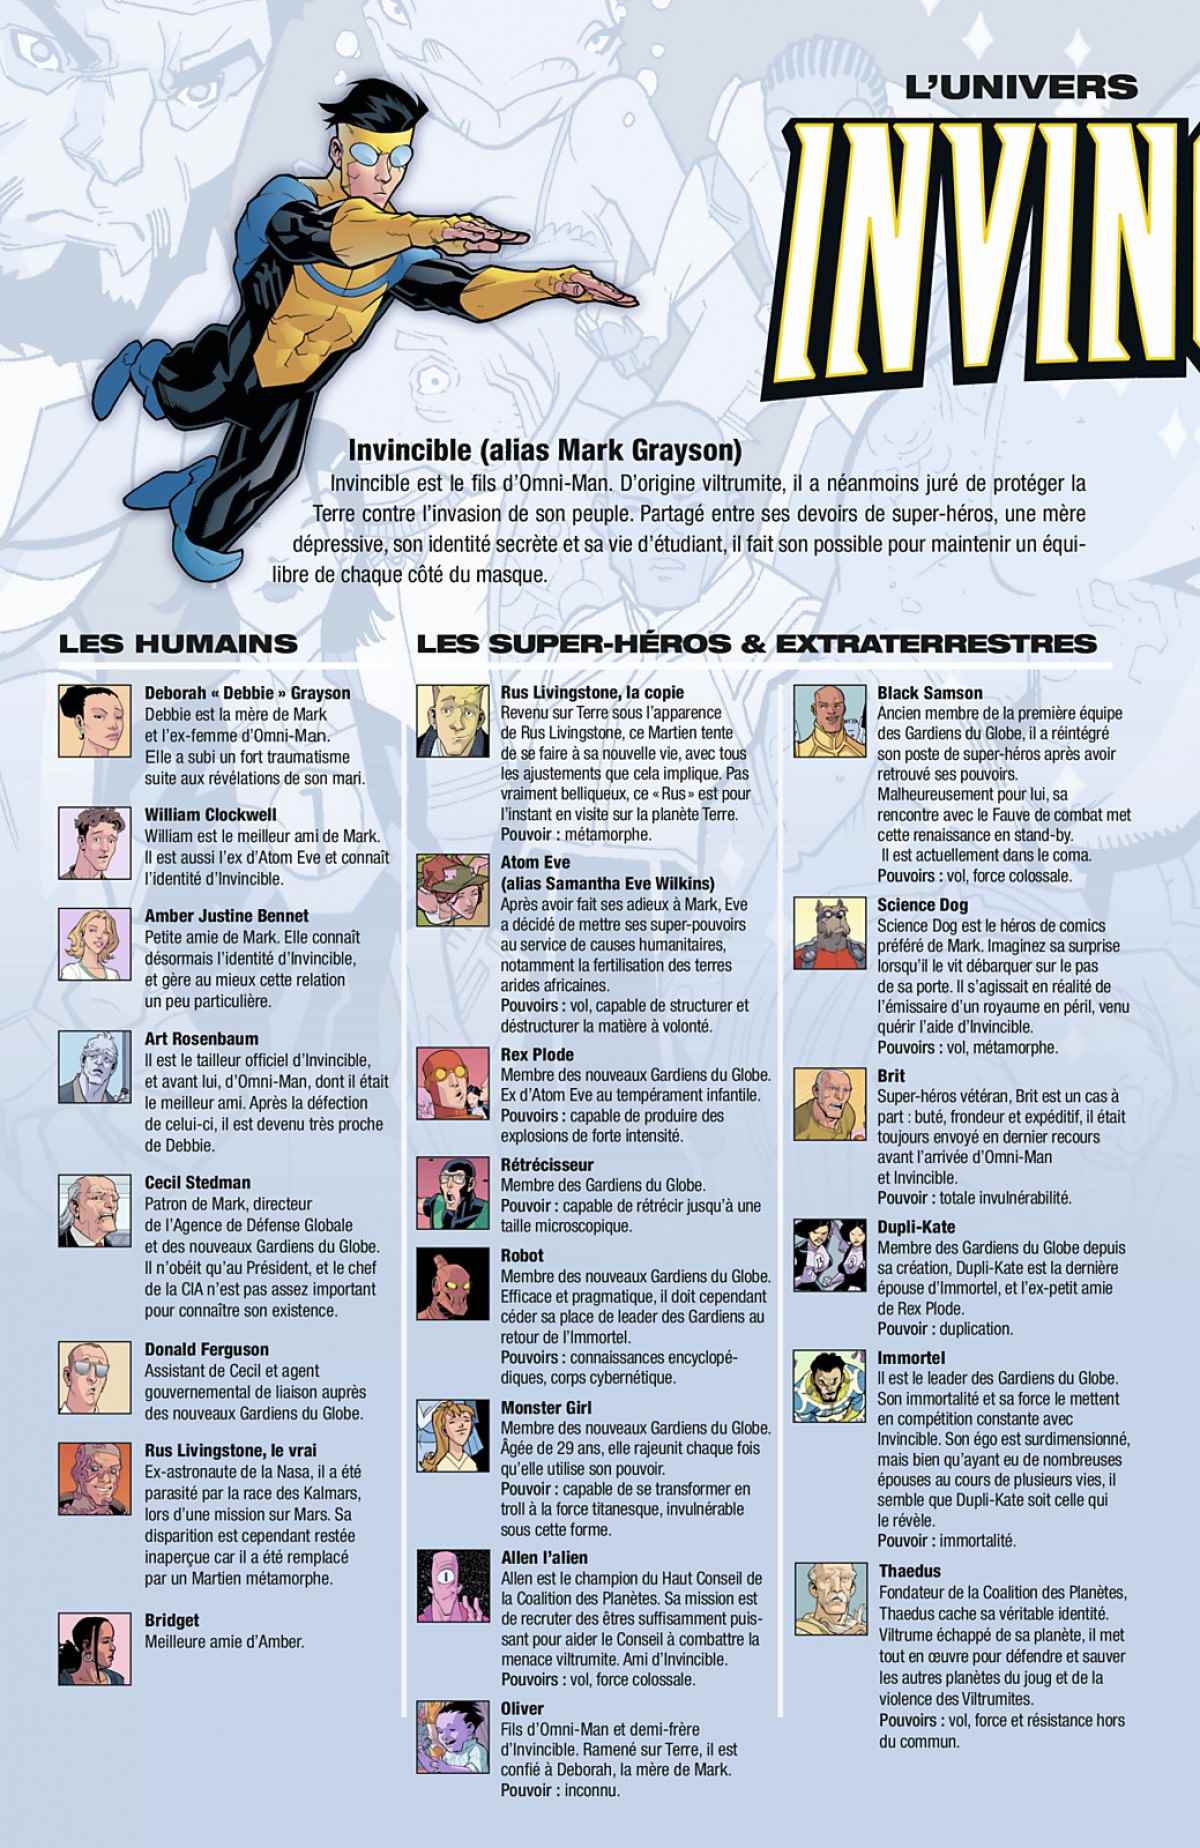 L'UNIVERS
Invincible (alias Mark Grayson)
Invincible est le fils d'Omni-Man. D'origine viltrumite, il a néanmoins juré de protéger la
Terre contre l'invasion de son peuple. Partagé entre ses devoirs de super-héros, une mère
dépressive, son identité secrète et sa vie d'étudiant, il fait son possible pour maintenir un équi-
libre de chaque côté du masque.
LES HUMAINS
Deborah « Debbie » Grayson
Debbie est la mère de Mark
et l'ex-femme d'Omni-Man.
Elle a subi un fort traumatisme
suite aux révélations de son mari.
William Clockwell
William est le meilleur ami de Mark.
Il est aussi l'ex d'Atom Eve et connaît
l'identité d'Invincible.
Amber Justine Bennet
Petite amie de Mark. Elle connaît
désormais l'identité d'Invincible,
et gère au mieux cette relation
un peu particulière.
Art Rosenbaum
Il est le tailleur officiel d'Invincible,
et avant lui, d'Omni-Man, dont il était
le meilleur ami. Après la défection
de celui-ci, il est devenu très proche
de Debbie.
Cecil Stedman
Patron de Mark, directeur
de l'Agence de Défense Globale
et des nouveaux Gardiens du Globe.
Il n'obéit qu'au Président, et le chef
de la CIA n'est pas assez important
pour connaître son existence.
Donald Ferguson
Assistant de Cecil et agent
gouvernemental de liaison auprès
des nouveaux Gardiens du Globe.
Rus Livingstone, le vrai
Ex-astronaute de la Nasa, il a été
parasité par la race des Kalmars,
lors d'une mission sur Mars. Sa
disparition est cependant restée
inaperçue car il a été remplacé
par un Martien métamorphe.
Bridget
Meilleure amie d'Amber.
LES SUPER-HÉROS & EXTRATERRESTRES
Rus Livingstone, la copie
Revenu sur Terre sous l'apparence
de Rus Livingstone, ce Martien tente
de se faire à sa nouvelle vie, avec tous
les ajustements que cela implique. Pas
vraiment belliqueux, ce « Rus » est pour
l'instant en visite sur la planète Terre.
Pouvoir : métamorphe.
Atom Eve
(alias Samantha Eve Wilkins)
Après avoir fait ses adieux à Mark, Eve
a décidé de mettre ses super-pouvoirs
au service de causes humanitaires,
notamment la fertilisation des terres
arides africaines.
Pouvoirs : vol, capable de structurer et
déstructurer la matière à volonté.
Rex Plode
Membre des nouveaux Gardiens du Globe.
Ex d'Atom Eve au tempérament infantile.
Pouvoirs : capable de produire des
explosions de forte intensité.
Rétrécisseur
Membre des Gardiens du Globe.
Pouvoir : capable de rétrécir jusqu'à une
taille microscopique.
Robot
Membre des nouveaux Gardiens du Globe.
Efficace et pragmatique, il doit cependant
céder sa place de leader des Gardiens au
retour de l'Immortel.
Pouvoirs : connaissances encyclopé-
diques, corps cybernétique.
Monster Girl
Membre des nouveaux Gardiens du Globe.
Âgée de 29 ans, elle rajeunit chaque fois
qu'elle utilise son pouvoir.
Pouvoir : capable de se transformer en
troll à la force titanesque, invulnérable
sous cette forme.
Allen l'alien
Allen est le champion du Haut Conseil de
la Coalition des Planètes. Sa mission est
de recruter des êtres suffisamment puis-
sant pour aider le Conseil à combattre la
menace viltrumite. Ami d'Invincible.
Pouvoirs : vol, force colossale.
Oliver
Fils d'Omni-Man et demi-frère
d'Invincible. Ramené sur Terre, il est
confié à Deborah, la mère de Mark.
Pouvoir : inconnu.
Black Samson
Ancien membre de la première équipe
des Gardiens du Globe, il a réintégré
son poste de super-héros après avoir
retrouvé ses pouvoirs.
Malheureusement pour lui, sa
rencontre avec le Fauve de combat met
cette renaissance en stand-by.
Il est actuellement dans le coma.
Pouvoirs : vol, force colossale.
Science Dog
Science Dog est le héros de comics
préféré de Mark. Imaginez sa surprise
lorsqu'il le vit débarquer sur le pas
de sa porte. Il s'agissait en réalité de
l'émissaire d'un royaume en péril, venu
quérir l'aide d'Invincible.
Pouvoirs : vol, métamorphe.
Brit
Super-héros vétéran, Brit est un cas à
part : buté, frondeur et expéditif, il était
toujours envoyé en dernier recours
avant l'arrivée d'Omni-Man
et Invincible.
Pouvoir : totale invulnérabilité.
Dupli-Kate
Membre des Gardiens du Globe depuis
sa création, Dupli-Kate est la dernière
épouse d'Immortel, et l'ex-petit amie
de Rex Plode.
Pouvoir : duplication.
Immortel
Il est le leader des Gardiens du Globe.
Son immortalité et sa force le mettent
en compétition constante avec
Invincible. Son égo est surdimensionné,
mais bien qu'ayant eu de nombreuses
épouses au cours de plusieurs vies, il
semble que Dupli-Kate soit celle qui
le révèle.
Pouvoir : immortalité.
Thaedus
Fondateur de la Coalition des Planètes,
Thaedus cache sa véritable identité.
Viltrume échappé de sa planète, il met
tout en œuvre pour défendre et sauver
les autres planètes du joug et de la
violence des Viltrumites.
Pouvoirs : vol, force et résistance hors
du commun.